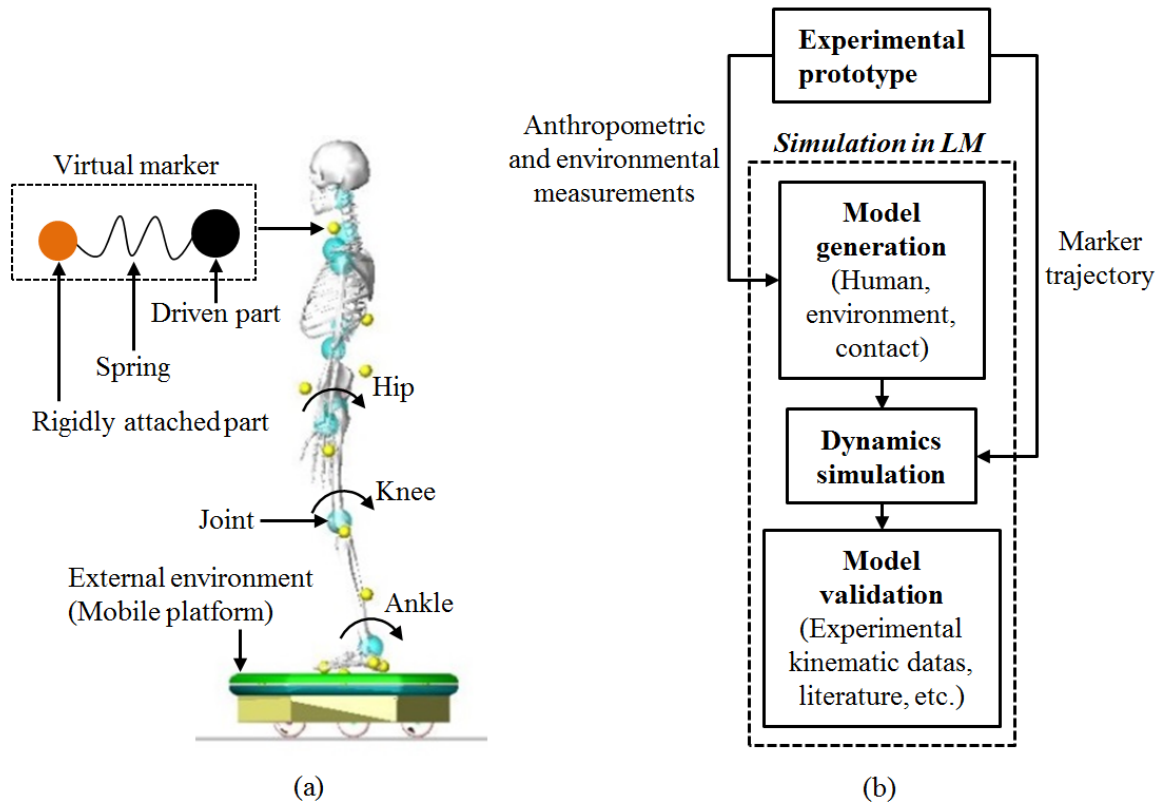 Virtual marker
Driven part
Spring
Rigidly attached part
Hip
Knee
Joint
External environment
(Mobile platform)
Ankle
(a)
Experimental
prototype
Anthropometric
and environmental
measurements
Simulation in LM
Model
generation
(Human,
environment,
contact)
Marker
trajectory
Dynamics
simulation
Model
validation
(Experimental
kinematic datas,
literature, etc.)
(b)